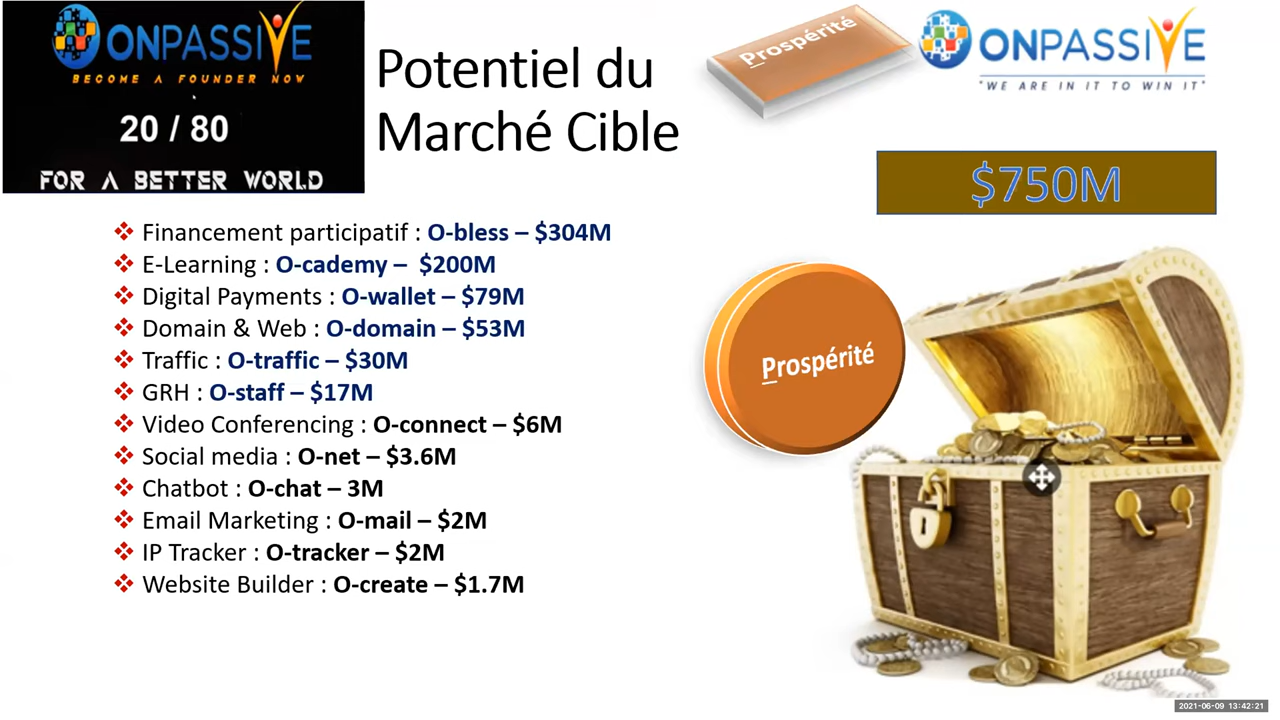 ONPASSIVE
BECOME A FOUNDER NOW
20 / 80
FOR A BETTER WORLD
Potentiel du
Marché Cible
Prospérité
ONPASSIVE
"WE ARE IN IT TO WIN IT"
$750M
❖ Financement participatif : O-bless – $304M
❖ E-Learning : O-cademy – $200M
❖ Digital Payments : O-wallet – $79M
❖ Domain & Web : O-domain – $53M
❖ Traffic : O-traffic – $30M
❖ GRH : O-staff – $17M
❖ Video Conferencing : O-connect – $6M
❖ Social media : O-net – $3.6M
❖ Chatbot : O-chat – 3M
❖ Email Marketing : O-mail – $2M
❖ IP Tracker : O-tracker – $2M
❖ Website Builder : O-create – $1.7M
Prospérité
2021-06-09 13:42:21